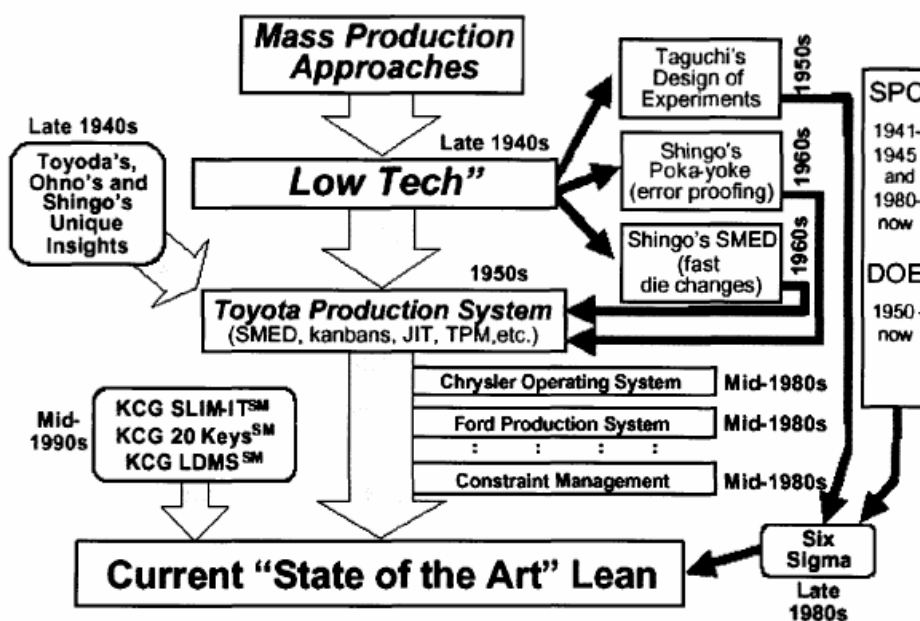 Mass Production
Approaches
Late 1940s
Toyoda's,
Ohno's and
Shingo's
Unique
Insights
Late 1940s
Low Tech"
Taguchi's
Design of
Experiments
1950s
Shingo's
Poka-yoke
(error proofing)
1960s
Shingo's SMED
(fast
die changes)
1960s
SPC
1941-
1945
and
1980-
now
DOE
1950-
now
1950s
Toyota Production System
(SMED, kanbans, JIT, TPM,etc.)
Chrysler Operating System
Mid-1980s
Ford Production System
Mid-1980s
: : : :
Constraint Management
Mid-1980s
Mid-
1990s
KCG SLIM-IT℠
KCG 20 Keys℠
KCG LDMS℠
Six
Sigma
Late
1980s
Current “State of the Art” Lean